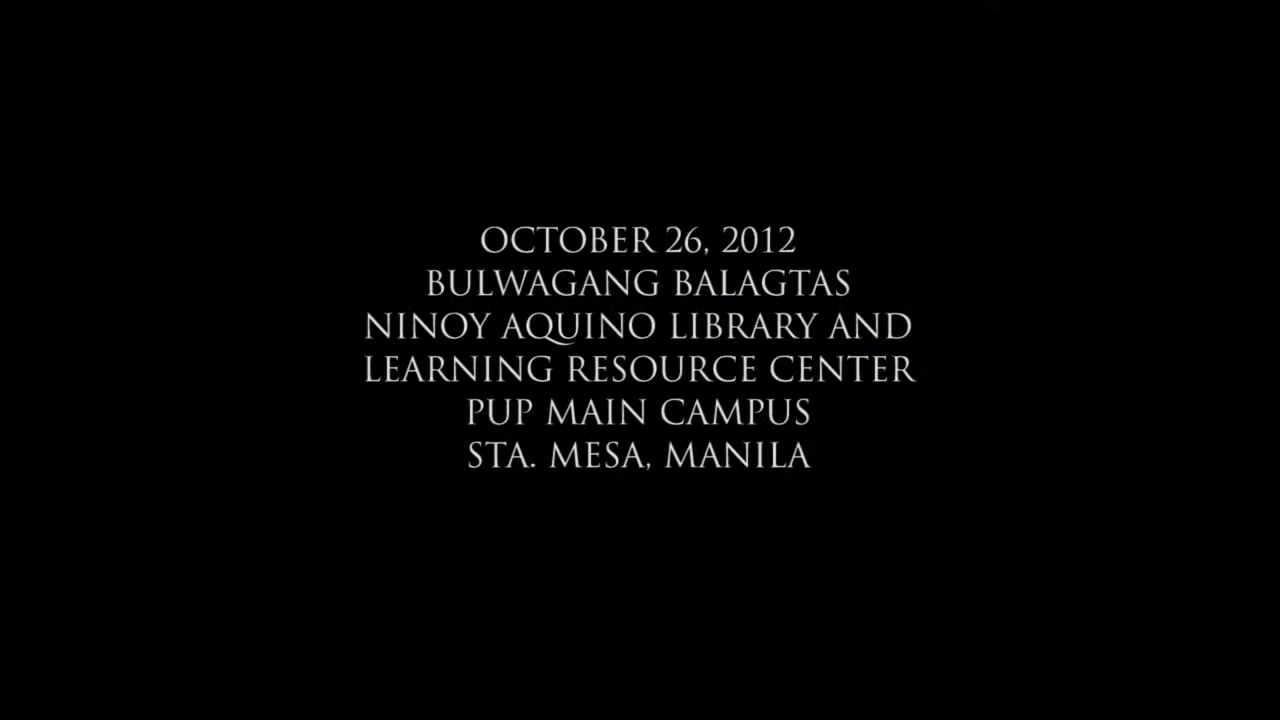 OCTOBER 26, 2012
BULWAGANG BALAGTAS
NINOY AQUINO LIBRARY AND
LEARNING RESOURCE CENTER
PUP MAIN CAMPUS
STA. MESA, MANILA